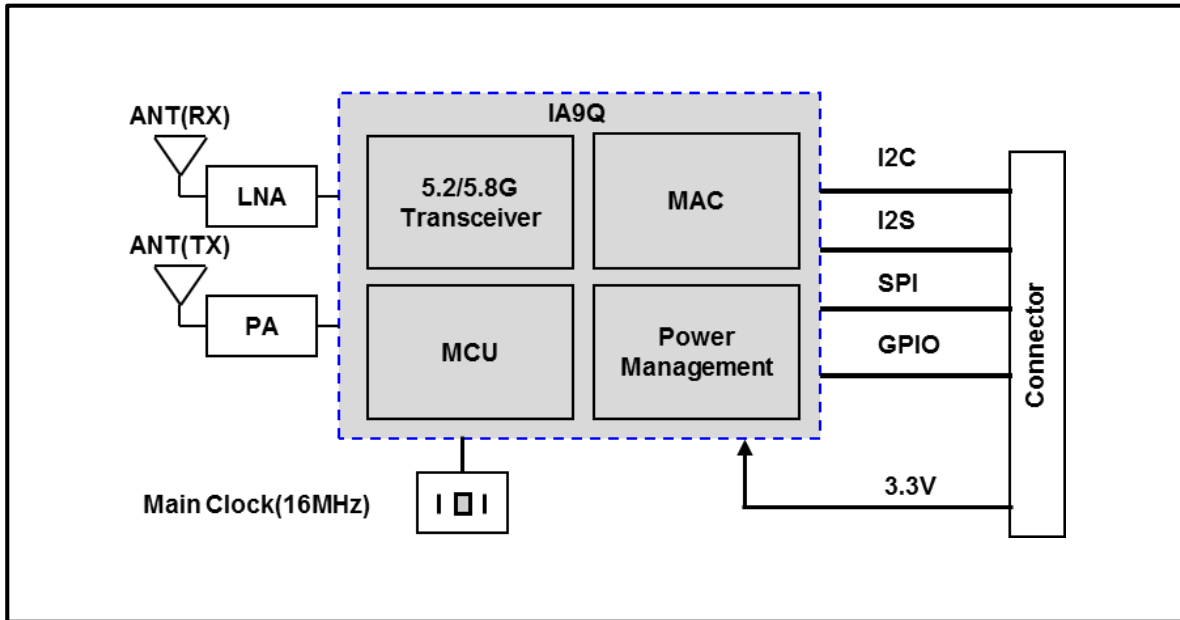 IA9Q
ANT(RX)
LNA
ANT(TX)
PA
5.2/5.8G
Transceiver
MAC
MCU
Power
Management
I2C
I2S
SPI
GPIO
3.3V
Connector
Main Clock(16MHz)